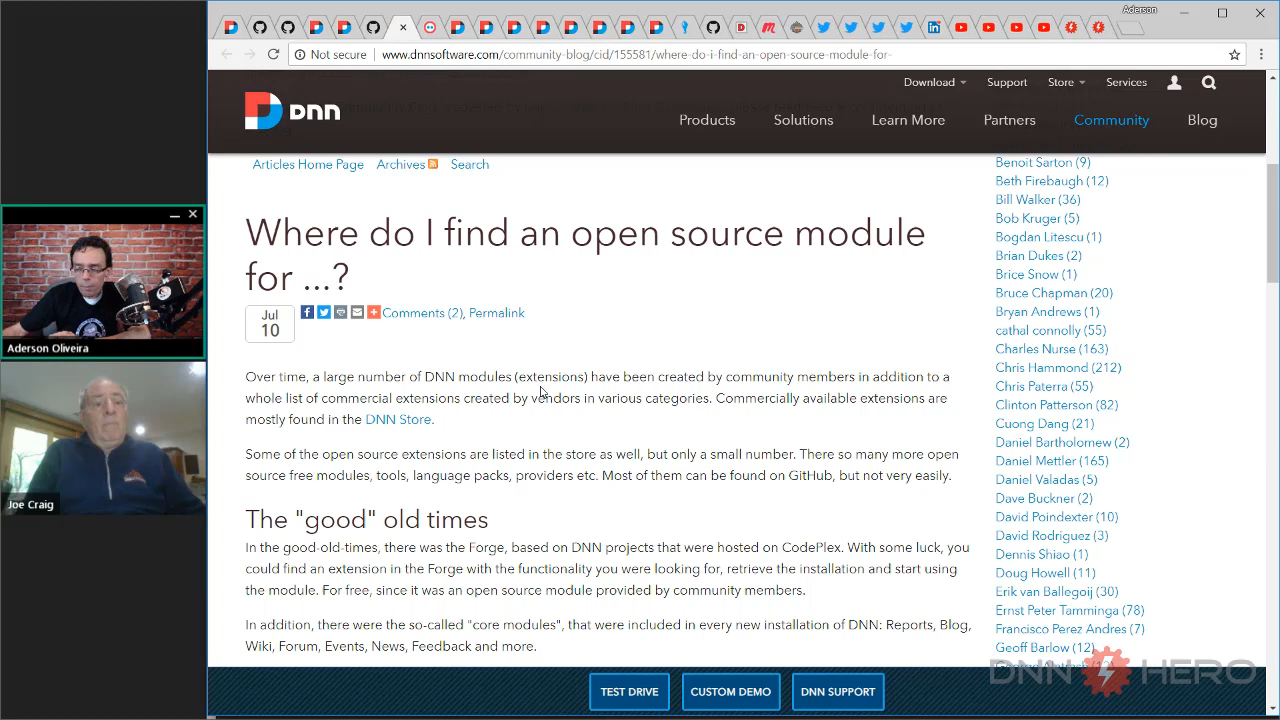 Aderson
Not secure
www.dnnsoftware.com/community-blog/cid/155581/where-do-i-find-an-open-source-module-for-
Download
Support
Store
Services
DNN
Products
Solutions
Learn More
Partners
Community
Blog
Articles Home Page
Archives
Search
Where do I find an open source module
for ...?
Jul
10
Comments (2), Permalink
Over time, a large number of DNN modules (extensions) have been created by community members in addition to a
whole list of commercial extensions created by vendors in various categories. Commercially available extensions are
mostly found in the DNN Store.
Some of the open source extensions are listed in the store as well, but only a small number. There so many more open
source free modules, tools, language packs, providers etc. Most of them can be found on GitHub, but not very easily.
The "good" old times
In the good-old-times, there was the Forge, based on DNN projects that were hosted on CodePlex. With some luck, you
could find an extension in the Forge with the functionality you were looking for, retrieve the installation and start using
the module. For free, since it was an open source module provided by community members.
In addition, there were the so-called "core modules", that were included in every new installation of DNN: Reports, Blog,
Wiki, Forum, Events, News, Feedback and more.
Benoit Sarton (9)
Beth Firebaugh (12)
Bill Walker (36)
Bob Kruger (5)
Bogdan Litescu (1)
Brian Dukes (2)
Brice Snow (1)
Bruce Chapman (20)
Bryan Andrews (1)
cathal connolly (55)
Charles Nurse (163)
Chris Hammond (212)
Chris Paterra (55)
Clinton Patterson (82)
Cuong Dang (21)
Daniel Bartholomew (2)
Daniel Mettler (165)
Daniel Valadas (5)
Dave Buckner (2)
David Poindexter (10)
David Rodriguez (3)
Dennis Shiao (1)
Doug Howell (11)
Erik van Ballegoij (30)
Ernst Peter Tamminga (78)
Francisco Perez Andres (7)
Geoff Barlow (12)
TEST DRIVE
CUSTOM DEMO
DNN SUPPORT
DNN HERO
Aderson Oliveira
Joe Craig